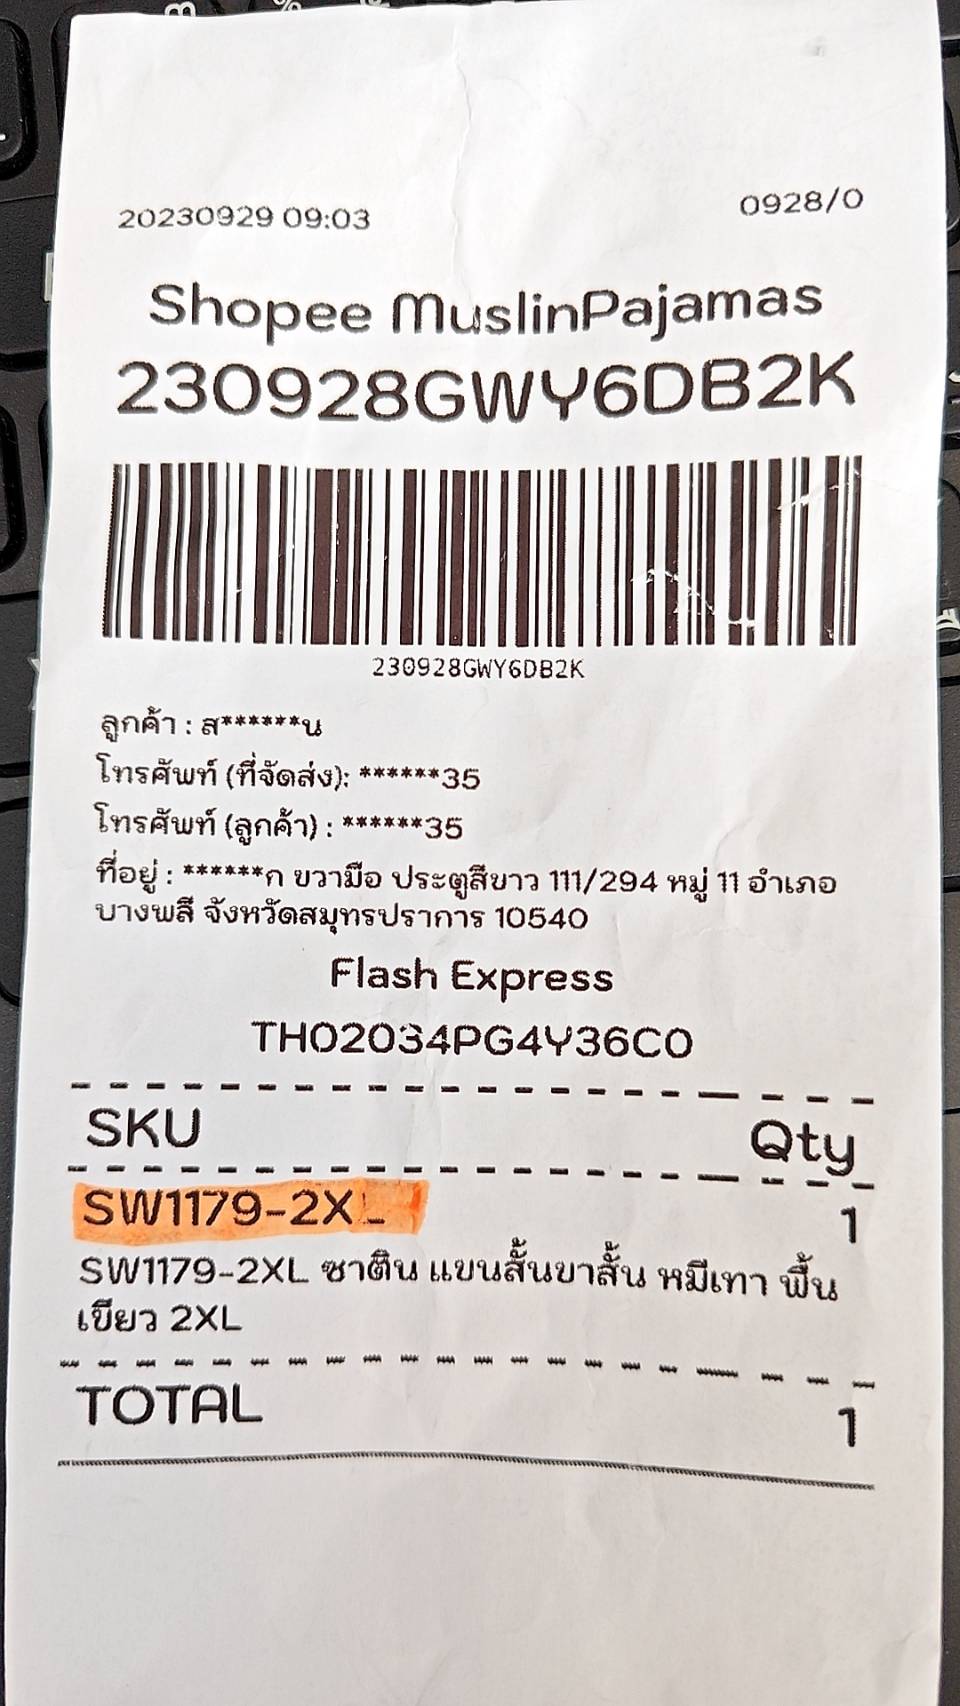 20230929 09:03 0928/0
Shopee MuslinPajamas
230928GWY6DB2K
230928GWY6DB2K
ลูกค้า : ส******น
โทรศัพท์ (ที่จัดส่ง): ******35
โทรศัพท์ (ลูกค้า) : ******35
ที่อยู่ : ******ก ขวามือ ประตูสีขาว 111/294 หมู่ 11 อำเภอ
บางพลี จังหวัดสมุทรปราการ 10540
Flash Express
TH02034PG4Y36C0
SKU Qty
SW1179-2XL 1
SW1179-2XL ซาติน แขนสั้นขาสั้น หมีเทา พื้น
เขียว 2XL
TOTAL 1